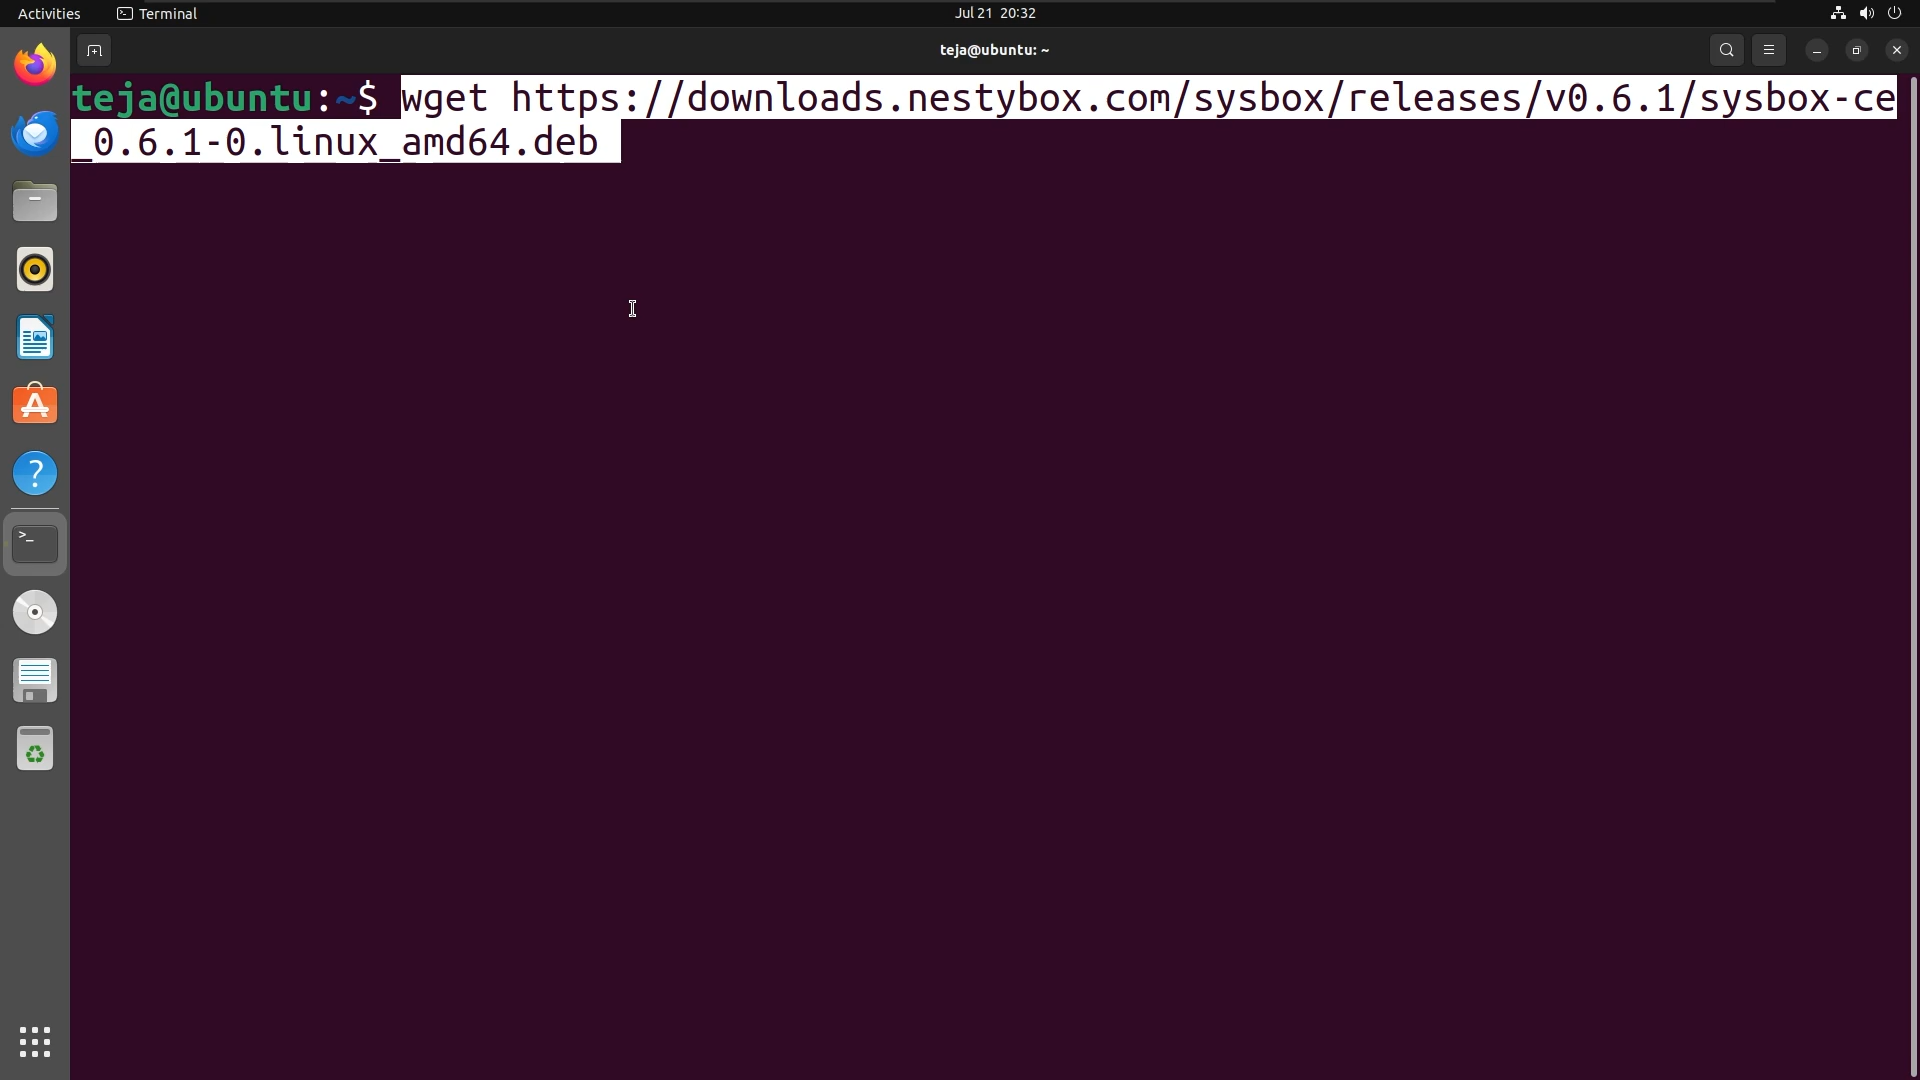 Activities
Terminal
Jul 21 20:32
teja@ubuntu: ~
teja@ubuntu:~$ wget https://downloads.nestybox.com/sysbox/releases/v0.6.1/sysbox-ce
_0.6.1-0.linux_amd64.deb